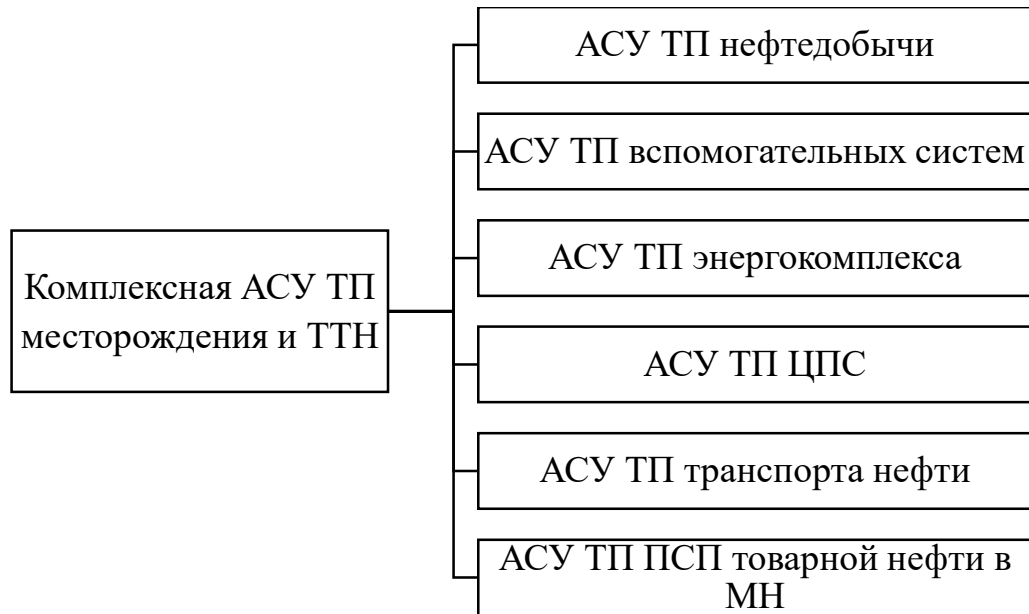 АСУ ТП нефтедобычи
АСУ ТП вспомогательных систем
АСУ ТП энергокомплекса
Комплексная АСУ ТП
месторождения и ТТН
АСУ ТП ЦПС
АСУ ТП транспорта нефти
АСУ ТП ПСП товарной нефти в
МН